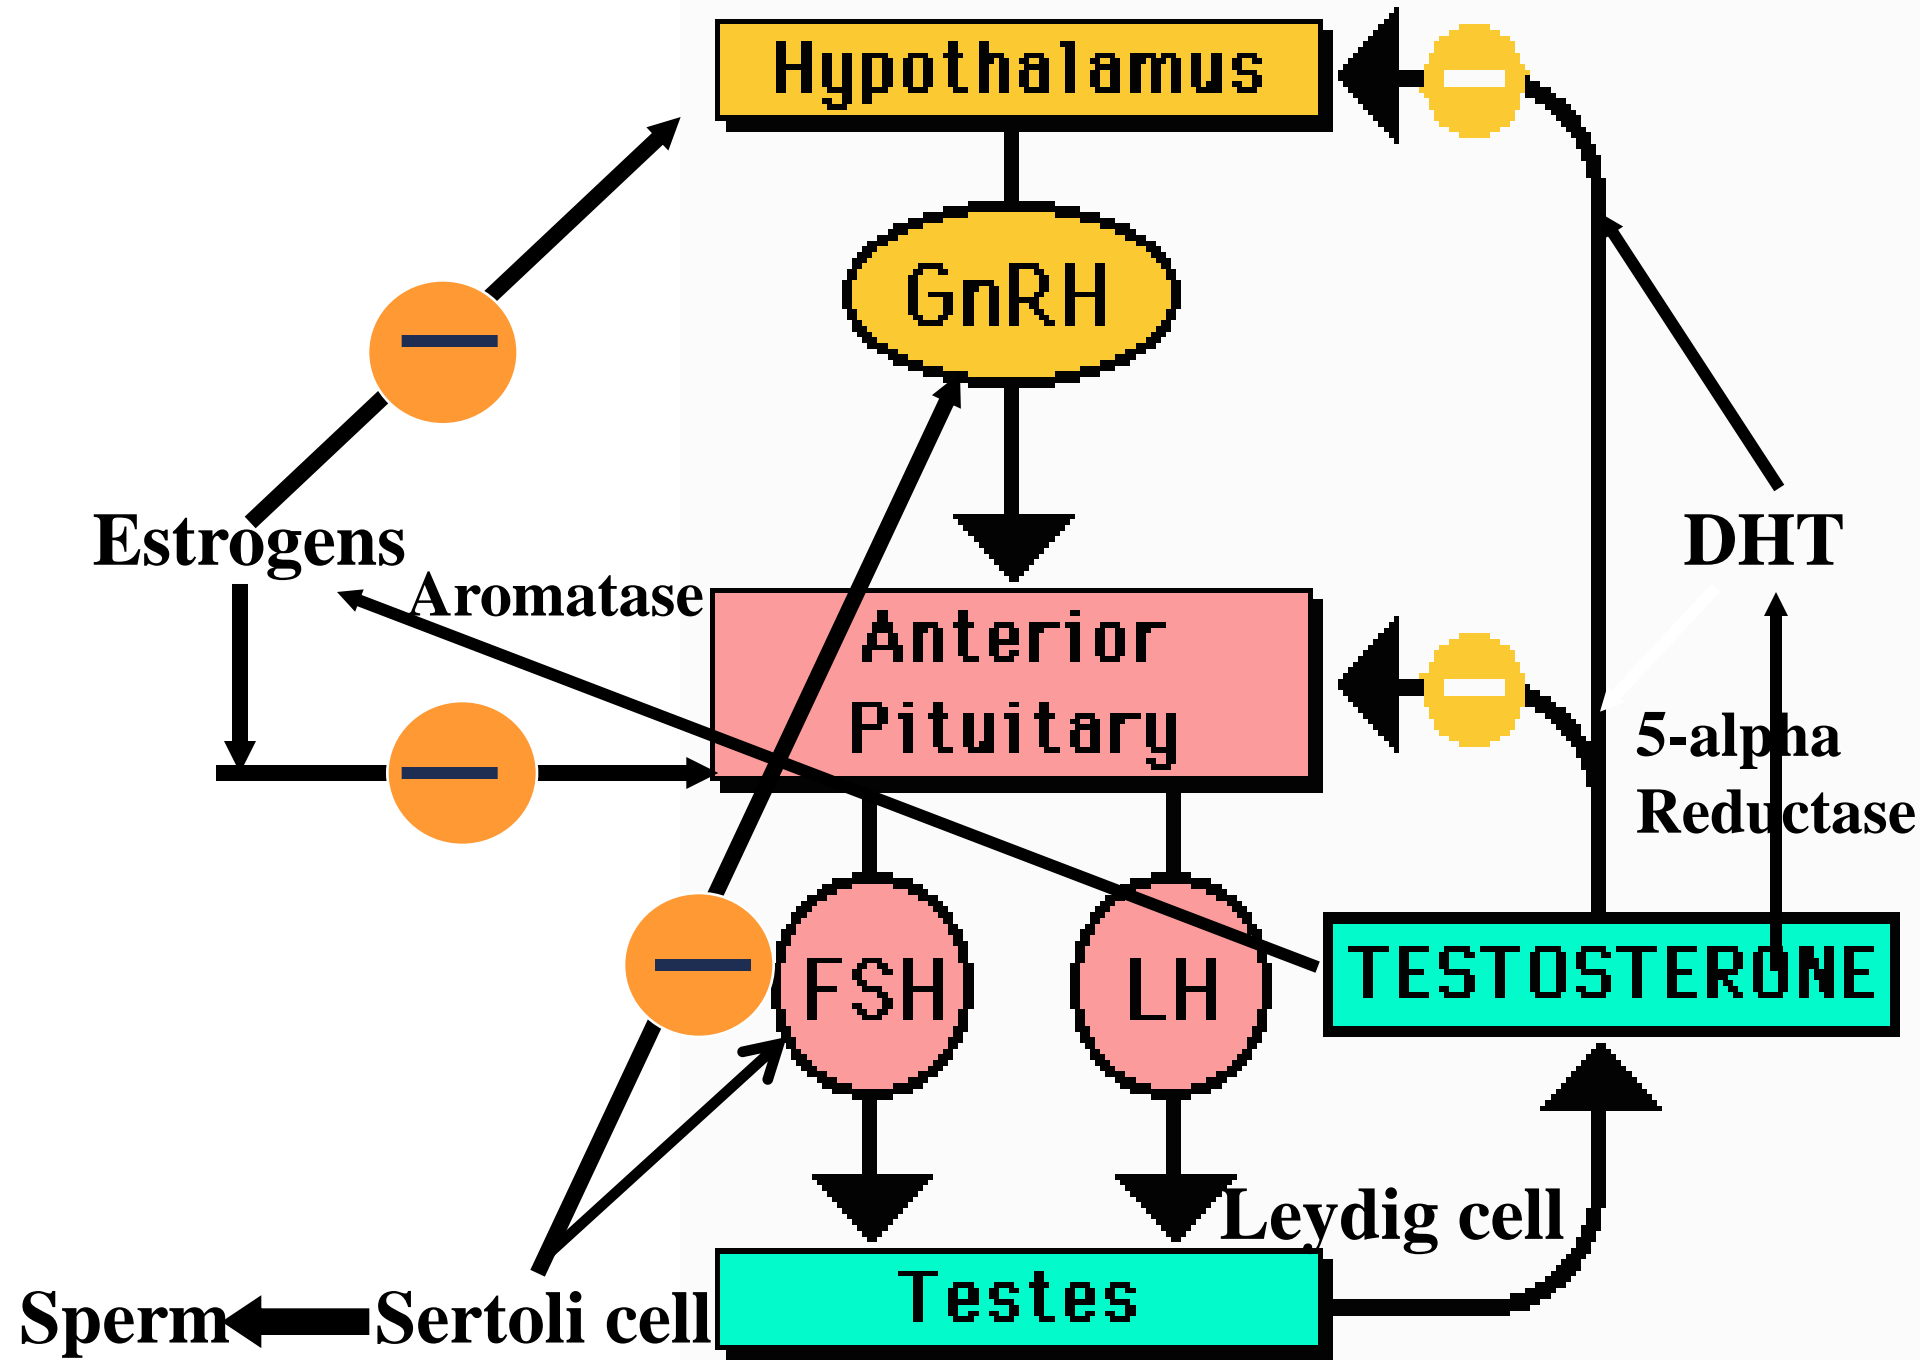 Hypothalamus
GnRH
Estrogens
DHT
Aromatase
Anterior
Pituitary
5-alpha
Reductase
FSH
LH
TESTOSTERONE
Leydig cell
Testes
Sperm
Sertoli cell